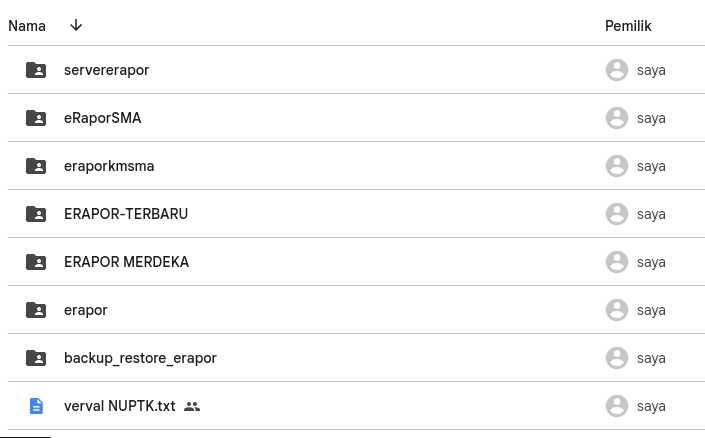 Nama Pemilik
servererapor saya
eRaporSMA saya
eraporkmsma saya
ERAPOR-TERBARU saya
ERAPOR MERDEKA saya
erapor saya
backup_restore_erapor saya
verval NUPTK.txt saya